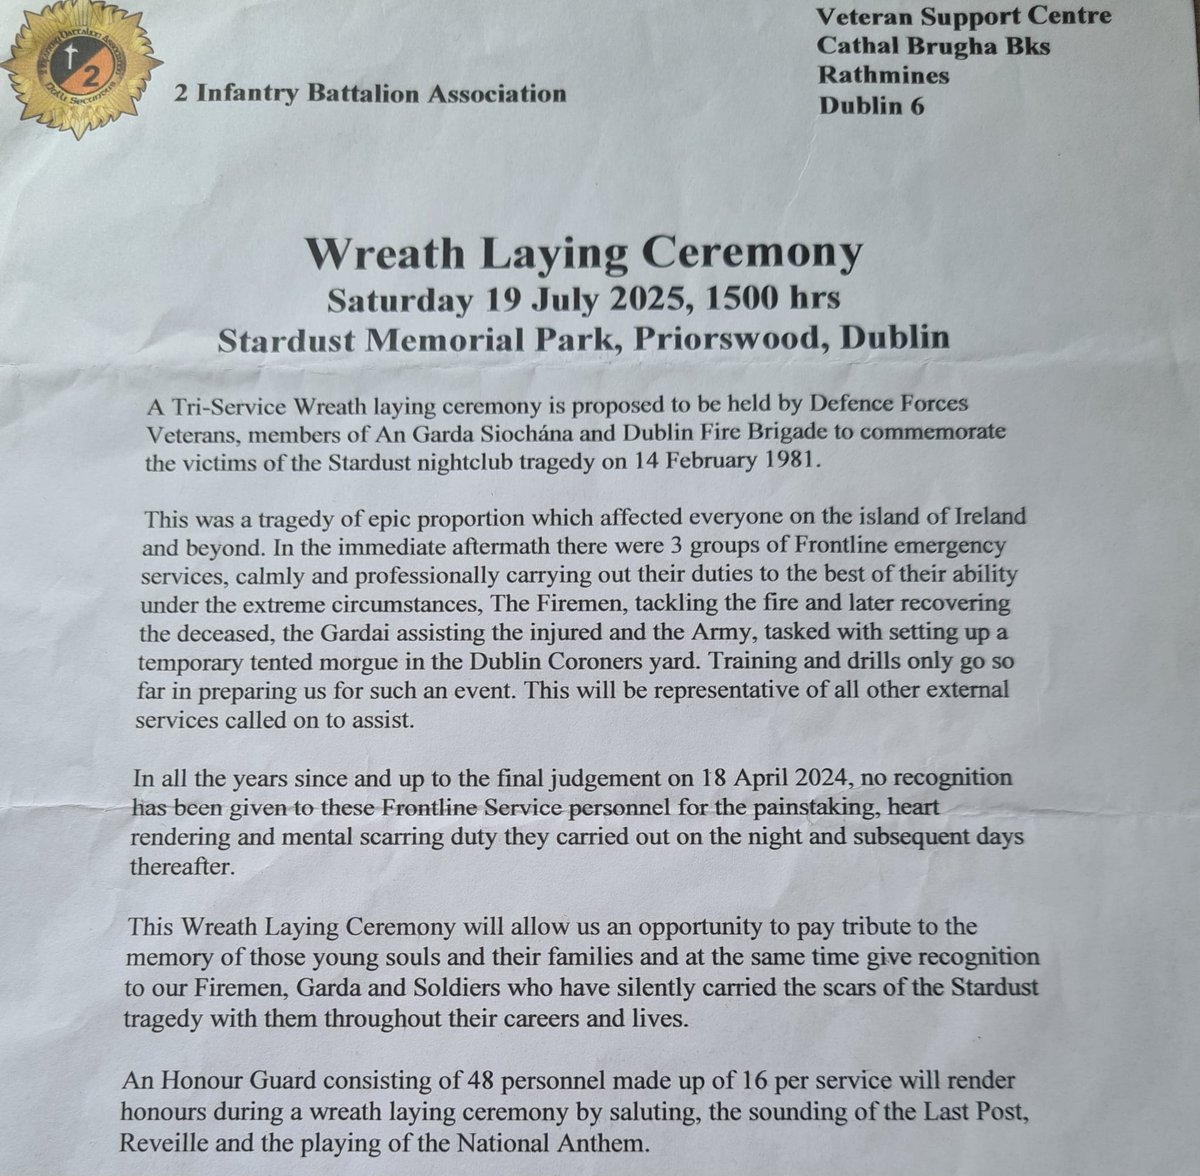 2 Infantry Battalion Association
2
Veteran Support Centre
Cathal Brugha Bks
Rathmines
Dublin 6
Wreath Laying Ceremony
Saturday 19 July 2025, 1500 hrs
Stardust Memorial Park, Priorswood, Dublin
A Tri-Service Wreath laying ceremony is proposed to be held by Defence Forces
Veterans, members of An Garda Siochána and Dublin Fire Brigade to commemorate
the victims of the Stardust nightclub tragedy on 14 February 1981.
This was a tragedy of epic proportion which affected everyone on the island of Ireland
and beyond. In the immediate aftermath there were 3 groups of Frontline emergency
services, calmly and professionally carrying out their duties to the best of their ability
under the extreme circumstances, The Firemen, tackling the fire and later recovering
the deceased, the Gardai assisting the injured and the Army, tasked with setting up a
temporary tented morgue in the Dublin Coroners yard. Training and drills only go so
far in preparing us for such an event. This will be representative of all other external
services called on to assist.
In all the years since and up to the final judgement on 18 April 2024, no recognition
has been given to these Frontline Service personnel for the painstaking, heart
rendering and mental scarring duty they carried out on the night and subsequent days
thereafter.
This Wreath Laying Ceremony will allow us an opportunity to pay tribute to the
memory of those young souls and their families and at the same time give recognition
to our Firemen, Garda and Soldiers who have silently carried the scars of the Stardust
tragedy with them throughout their careers and lives.
An Honour Guard consisting of 48 personnel made up of 16 per service will render
honours during a wreath laying ceremony by saluting, the sounding of the Last Post,
Reveille and the playing of the National Anthem.